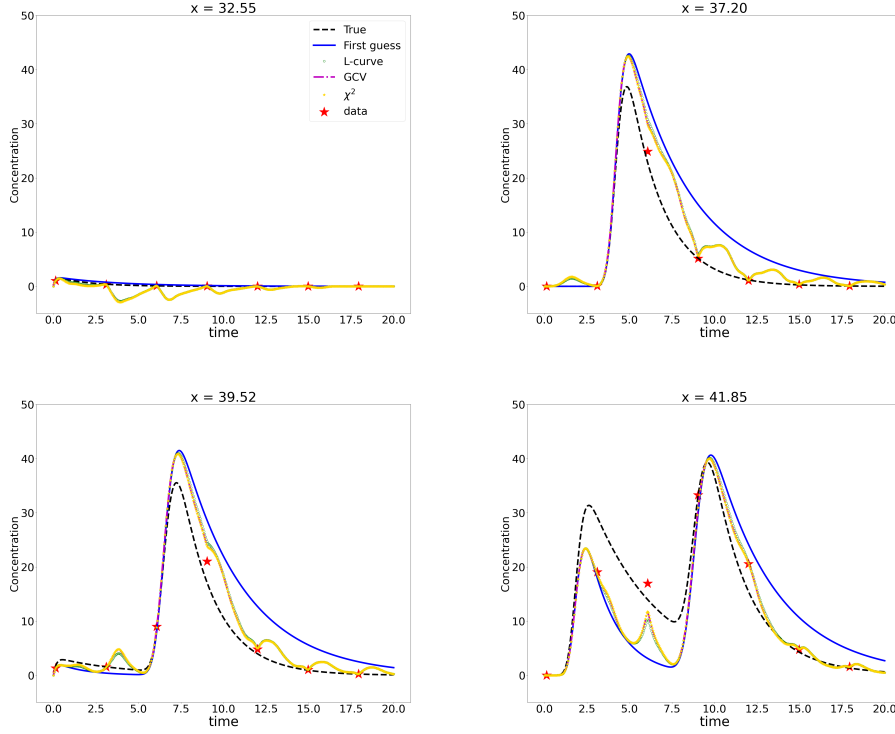 x = 32.55
50
40
30
20
10
0
Concentration
0.0 2.5 5.0 7.5 10.0 12.5 15.0 17.5 20.0
time
True
First guess
L-curve
GCV
χ²
data
x = 37.20
50
40
30
20
10
0
Concentration
0.0 2.5 5.0 7.5 10.0 12.5 15.0 17.5 20.0
time
x = 39.52
50
40
30
20
10
0
Concentration
0.0 2.5 5.0 7.5 10.0 12.5 15.0 17.5 20.0
time
x = 41.85
50
40
30
20
10
0
Concentration
0.0 2.5 5.0 7.5 10.0 12.5 15.0 17.5 20.0
time